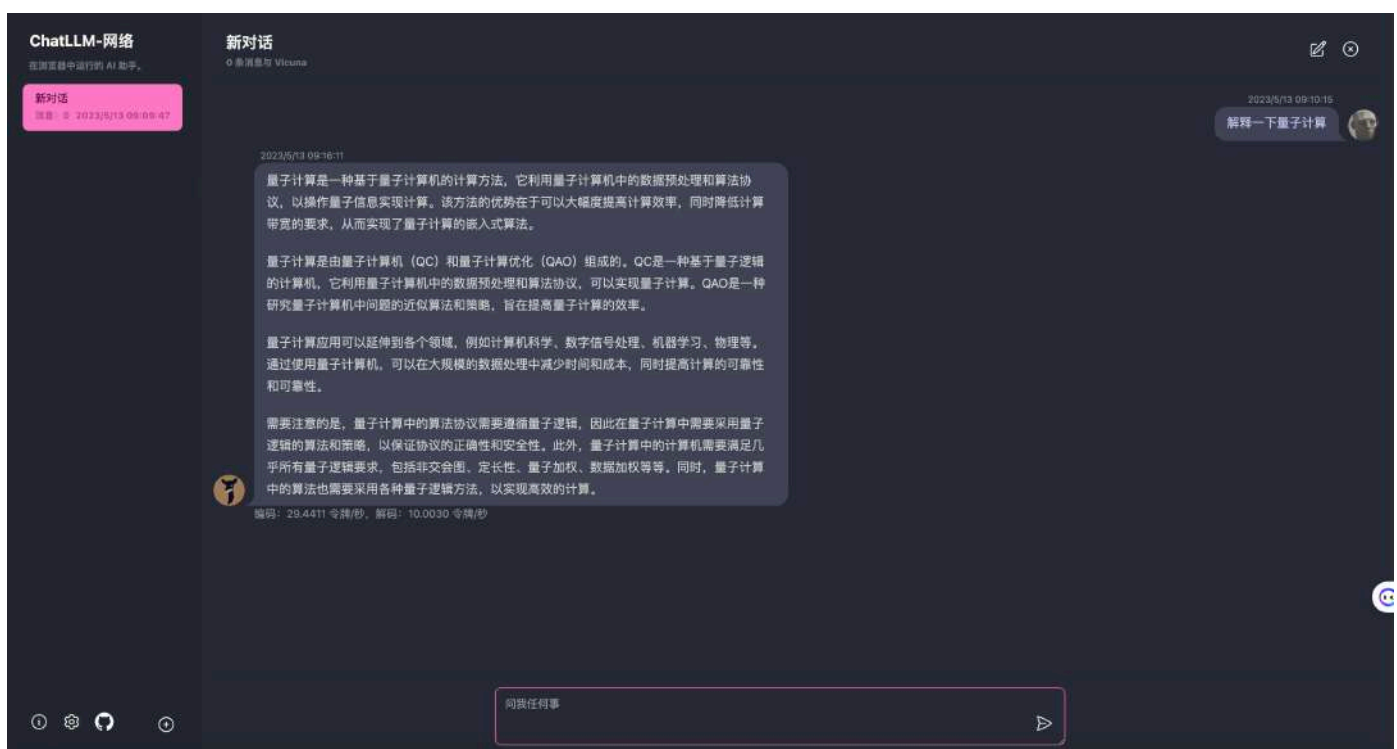 ChatLLM-网络
在浏览器中运行的 AI 助手。
新对话
消息：0 2023/5/13 09:09:47
新对话
0 条消息与 Vicuna
2023/5/13 09:10:15
解释一下量子计算
2023/5/13 09:16:11
量子计算是一种基于量子计算机的计算方法，它利用量子计算机中的数据预处理和算法协
议，以操作量子信息实现计算。该方法的优势在于可以大幅度提高计算效率，同时降低计算
带宽的要求，从而实现了量子计算的嵌入式算法。
量子计算是由量子计算机（QC）和量子计算优化（QAO）组成的。QC是一种基于量子逻辑
的计算机，它利用量子计算机中的数据预处理和算法协议，可以实现量子计算。QAO是一种
研究量子计算机中问题的近似算法和策略，旨在提高量子计算的效率。
量子计算应用可以延伸到各个领域，例如计算机科学、数字信号处理、机器学习、物理等。
通过使用量子计算机，可以在大规模的数据处理中减少时间和成本，同时提高计算的可靠性
和可靠性。
需要注意的是，量子计算中的算法协议需要遵循量子逻辑，因此在量子计算中需要采用量子
逻辑的算法和策略，以保证协议的正确性和安全性。此外，量子计算中的计算机需要满足几
乎所有量子逻辑要求，包括非交会图、定长性、量子加权、数据加权等等。同时，量子计算
中的算法也需要采用各种量子逻辑方法，以实现高效的计算。
编码：29.4411 令牌/秒，解码：10.0030 令牌/秒
问我任何事